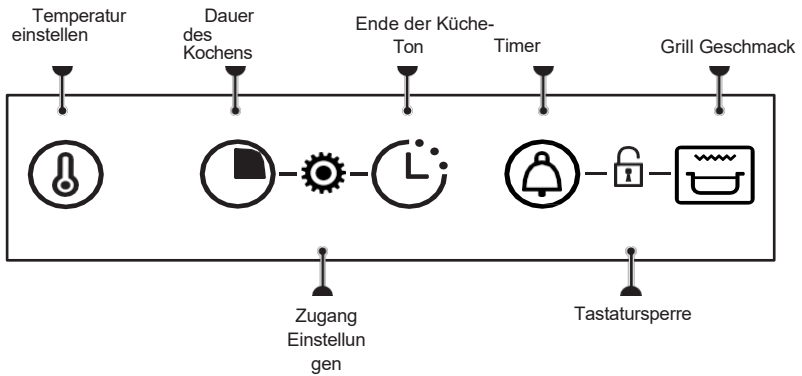 Temperatur
einstellen
Dauer
des
Kochens
Ende der Küche-
Ton
Timer
Grill Geschmack
Zugang
Einstellun
gen
Tastatursperre